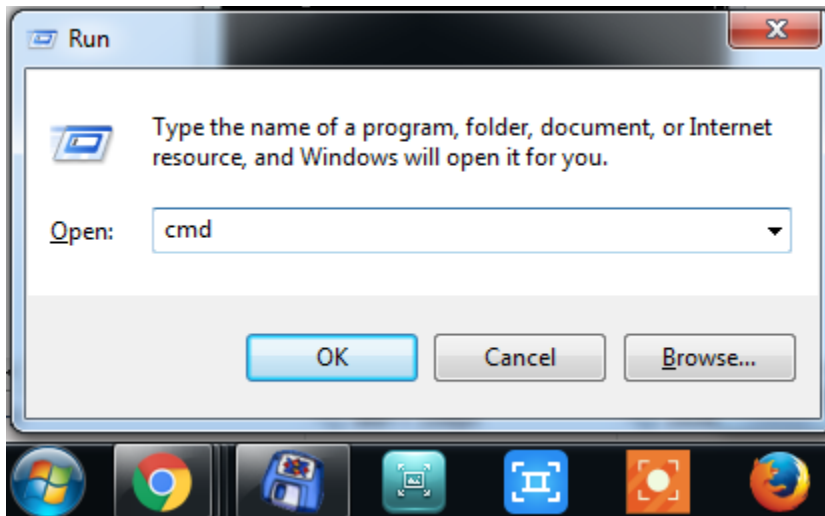 Run
Type the name of a program, folder, document, or Internet
resource, and Windows will open it for you.
Open: cmd
OK Cancel Browse...